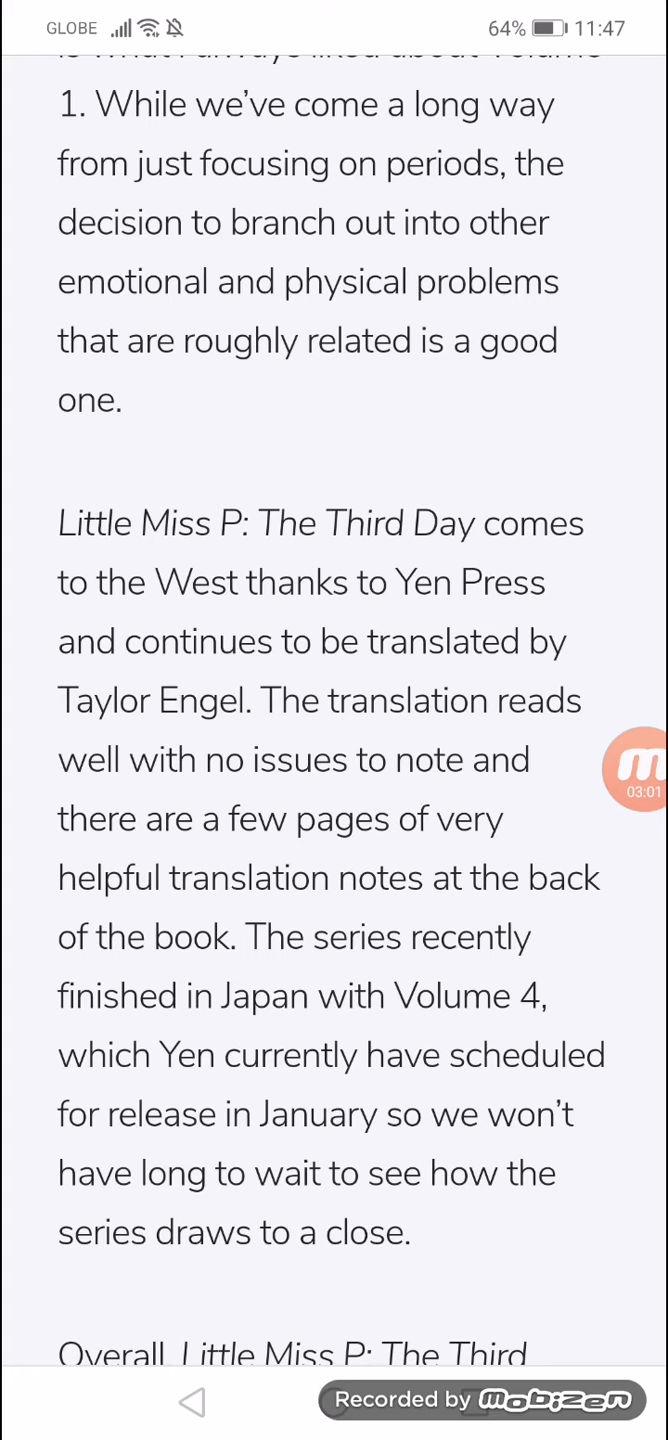 GLOBE 64% 11:47
1. While we've come a long way
from just focusing on periods, the
decision to branch out into other
emotional and physical problems
that are roughly related is a good
one.
Little Miss P: The Third Day comes
to the West thanks to Yen Press
and continues to be translated by
Taylor Engel. The translation reads
well with no issues to note and
there are a few pages of very
helpful translation notes at the back
of the book. The series recently
finished in Japan with Volume 4,
which Yen currently have scheduled
for release in January so we won't
have long to wait to see how the
series draws to a close.
Overall, Little Miss P: The Third
m
03:01
Recorded by mobizen